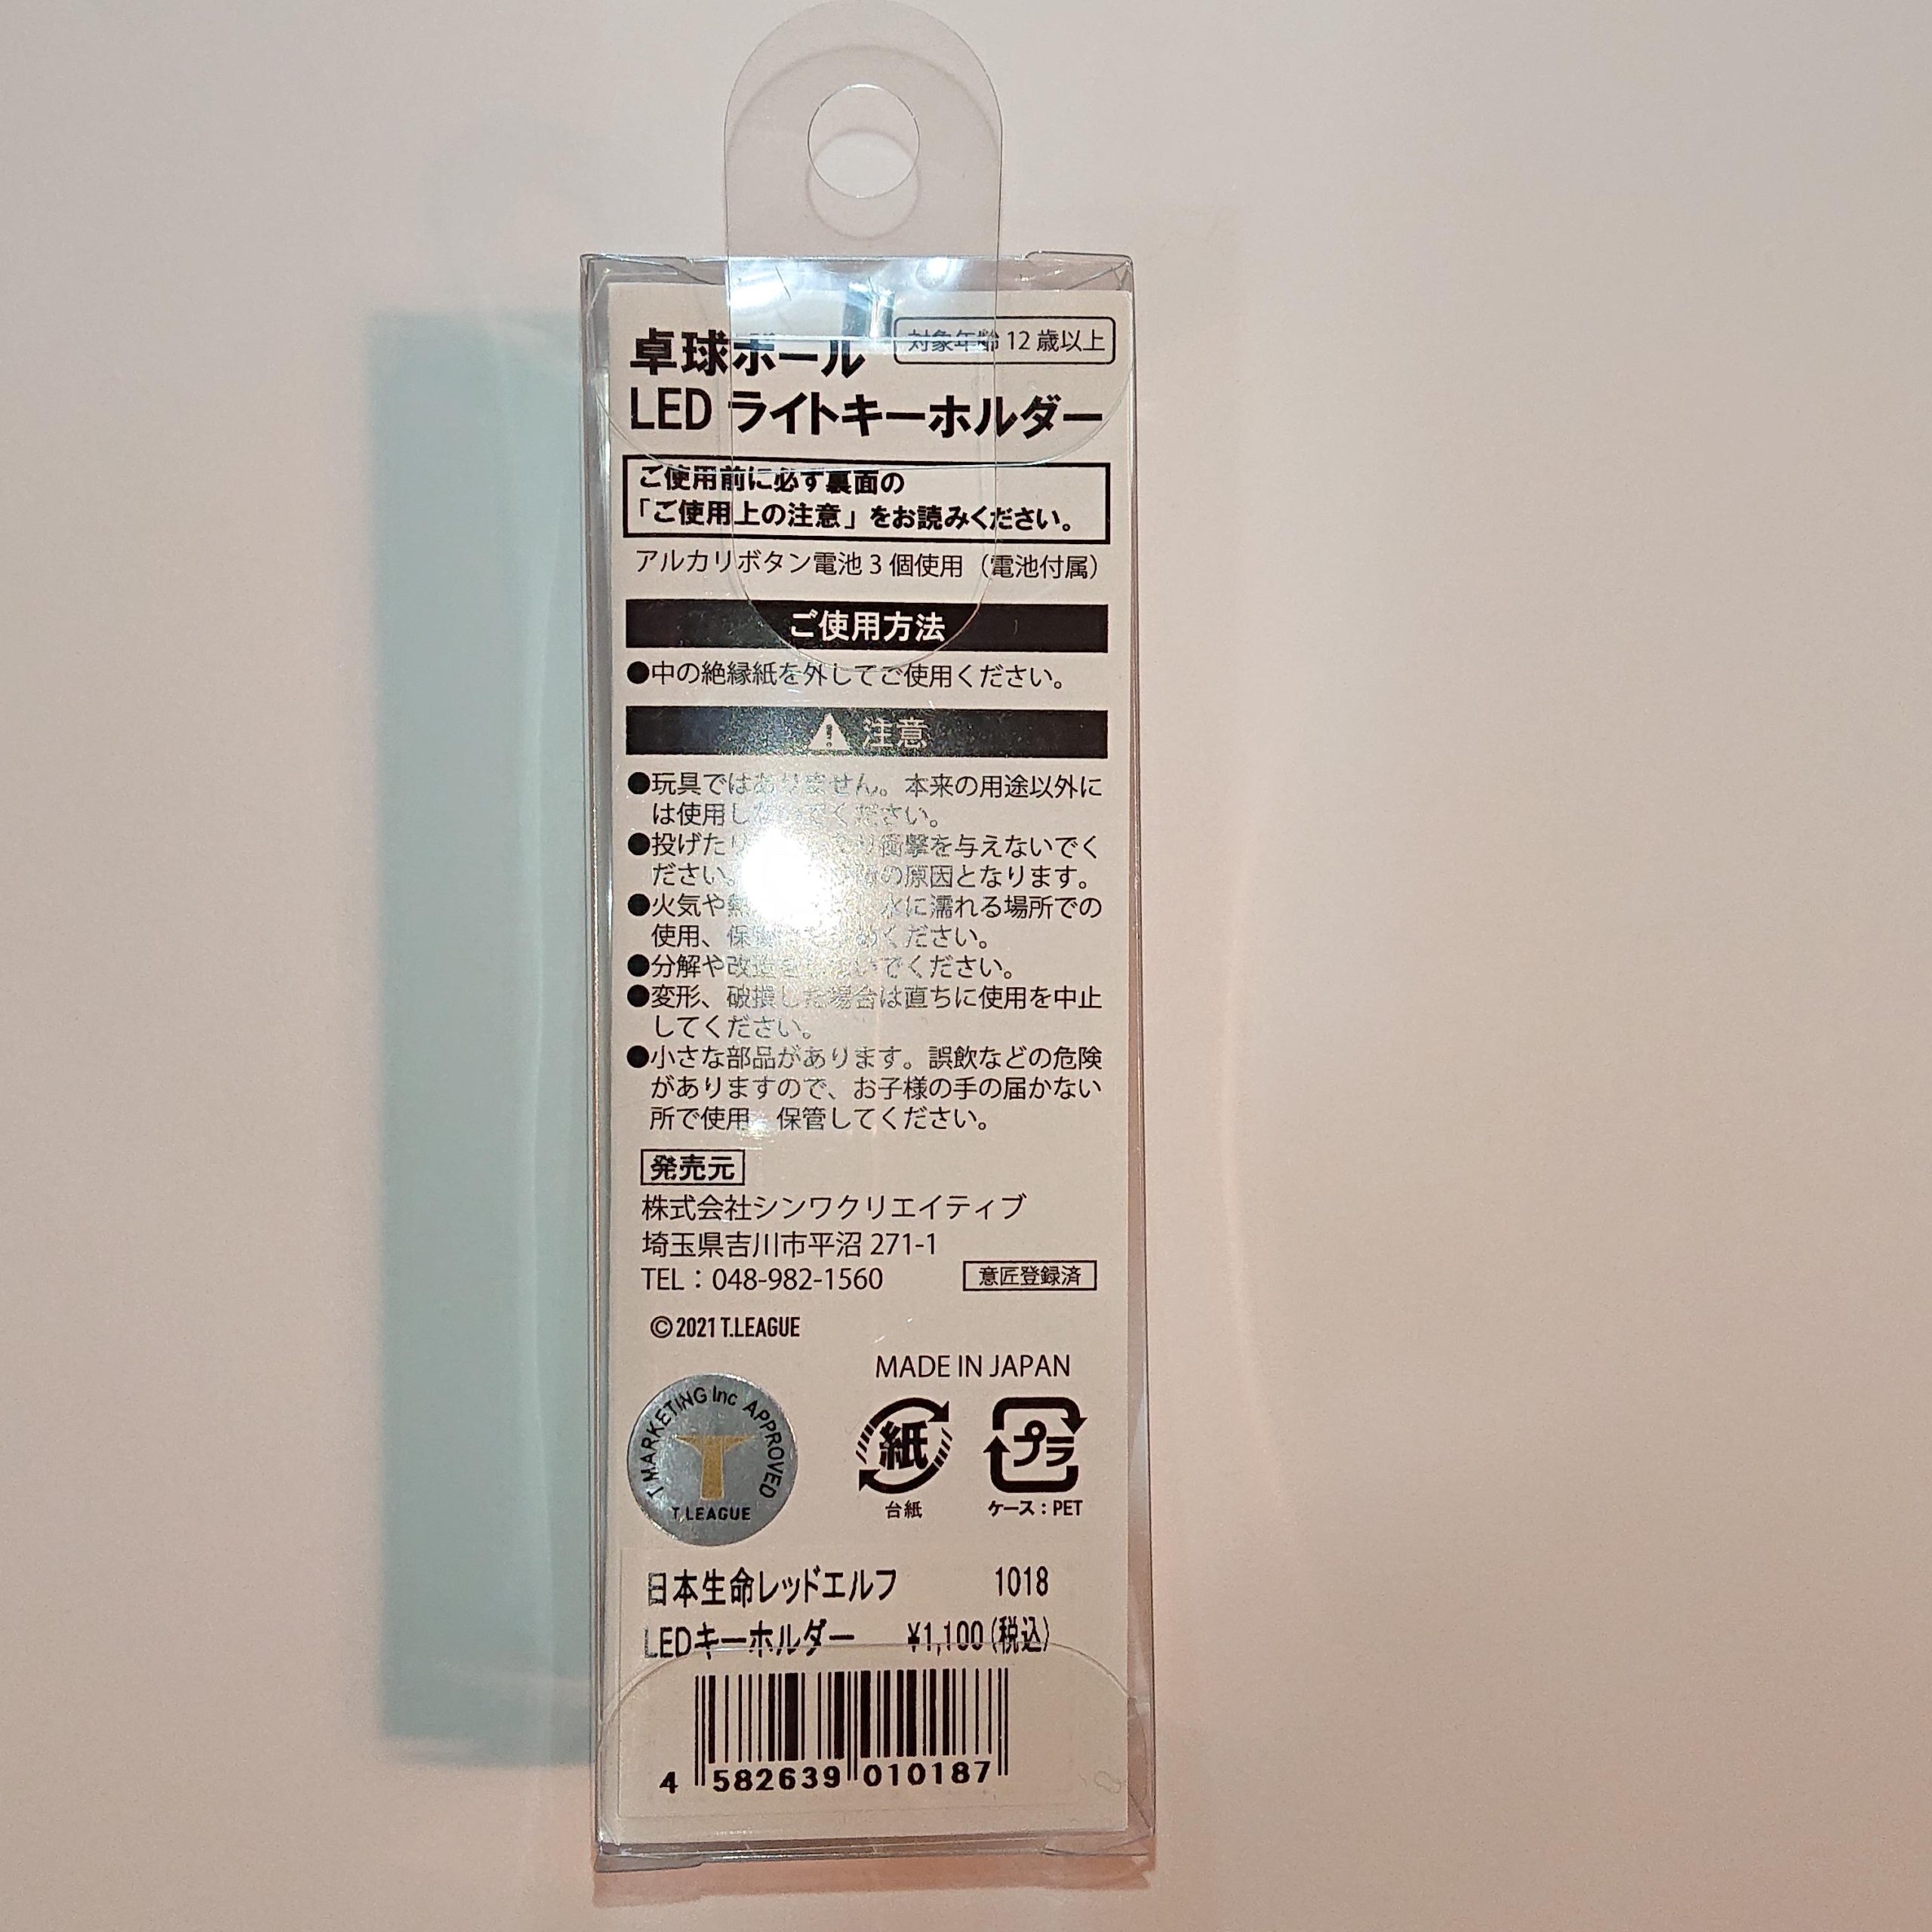 卓球ボール
対象年齢 12 歳以上
LED ライトキーホルダー
ご使用前に必ず裏面の
「ご使用上の注意」をお読みください。
アルカリボタン電池 3 個使用（電池付属）
ご使用方法
●中の絶縁紙を外してご使用ください。
注意
●玩具ではありません。本来の用途以外に
は使用しないでください。
●投げたり 衝撃を与えないでく
ださい。 の原因となります。
●火気や 水に濡れる場所での
使用、 ください。
●分解や改造をしないでください。
●変形、破損した場合は直ちに使用を中止
してください。
●小さな部品があります。誤飲などの危険
がありますので、お子様の手の届かない
所で使用、保管してください。
発売元
株式会社シンワクリエイティブ
埼玉県吉川市平沼 271-1
TEL：048-982-1560
意匠登録済
©2021 T.LEAGUE
MADE IN JAPAN
T MARKETING Inc APPROVED
T.LEAGUE
紙
プラ
台紙
ケース：PET
日本生命レッドエルフ 1018
LEDキーホルダー ¥1,100(税込)
4 582639 010187